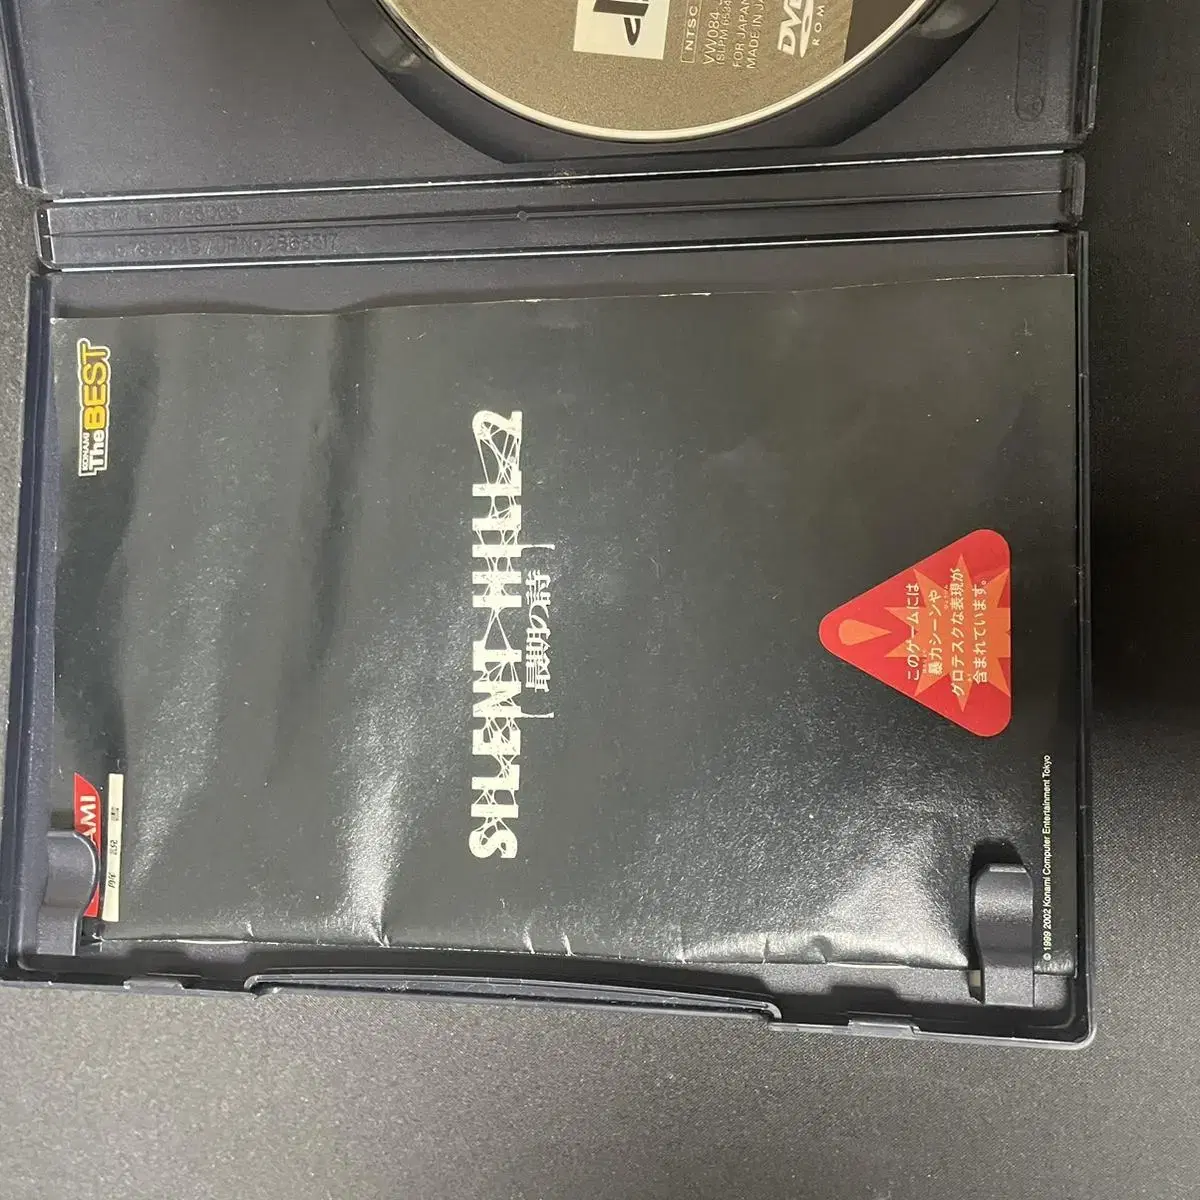 NTSC
FOR JAPAN
MADE IN JA
DVD
ROM
KONAMI
The BEST
SILENT HILL 2
最期の詩
このゲームには
暴力シーンや
グロテスクな表現が
含まれています。
AMI
© 1999 2002 Konami Computer Entertainment Tokyo